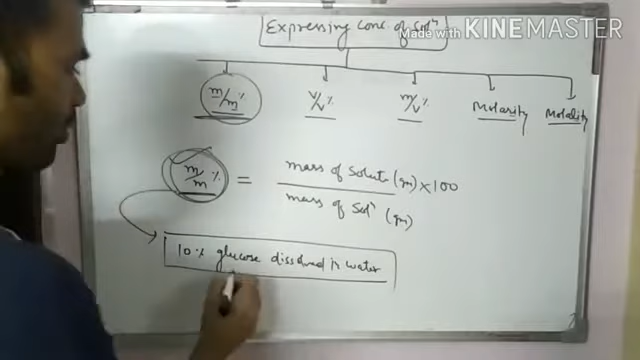 Expressing Conc. of Solⁿ
Made with KINEMASTER
m/m % V/V % m/V % Molarity Molality
m/m % = mass of Solute (gm) × 100
mass of Solⁿ (gm)
10 % glucose dissolved in water